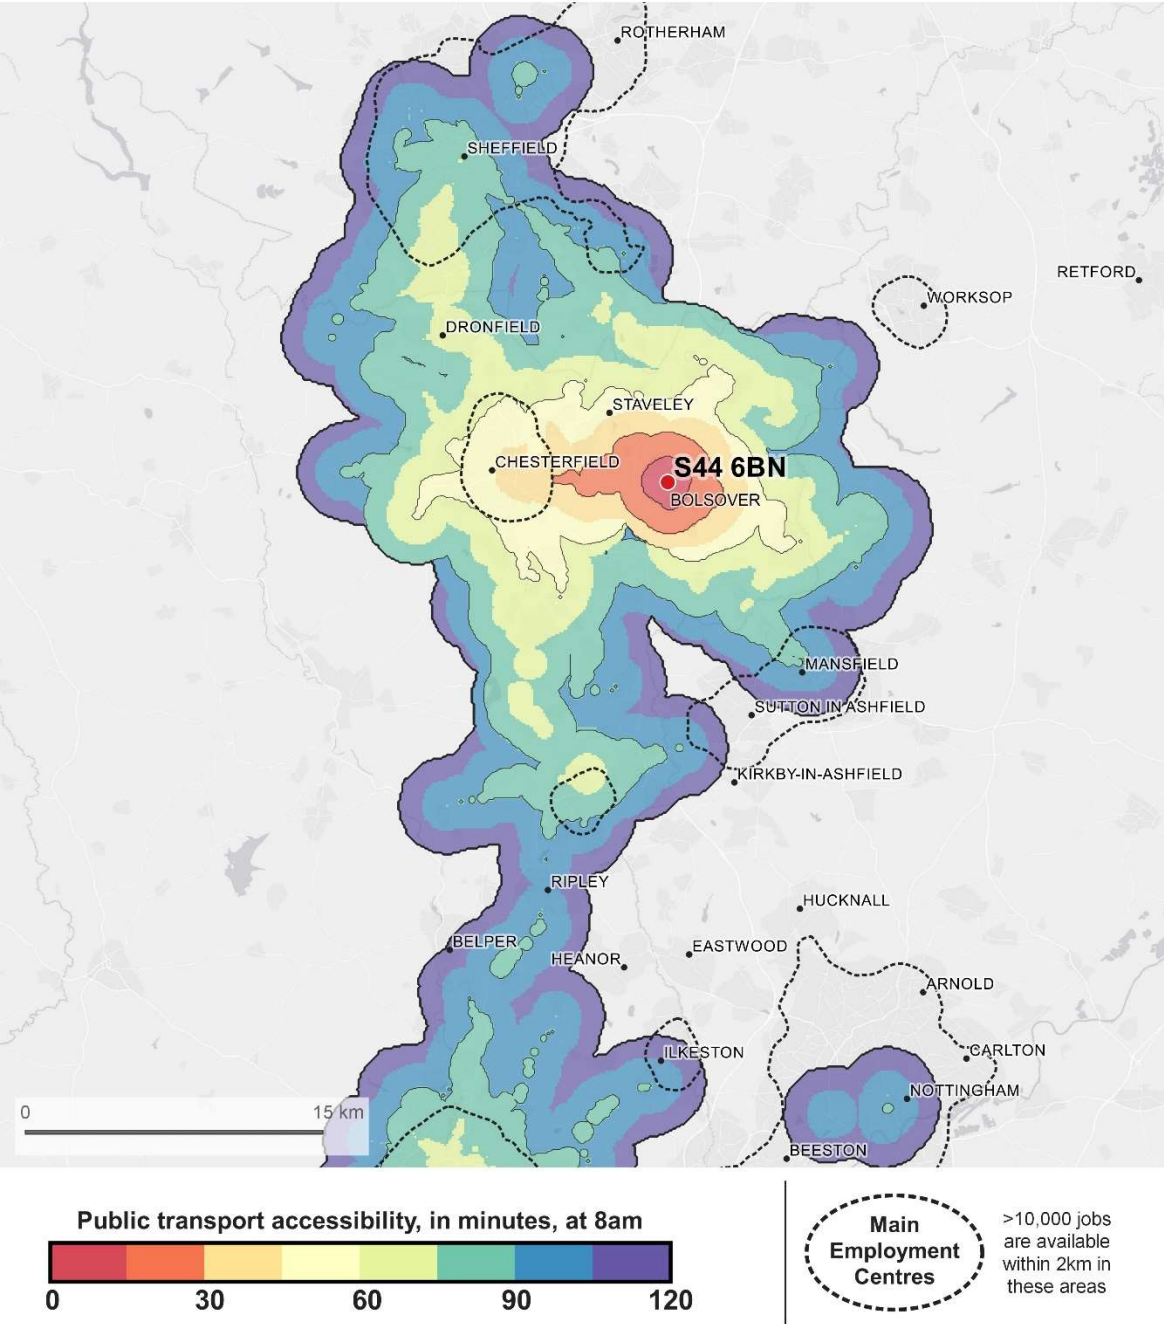 ROTHERHAM
SHEFFIELD
RETFORD
WORKSOP
DRONFIELD
STAVELEY
CHESTERFIELD
S44 6BN
BOLSOVER
MANSFIELD
SUTTON IN ASHFIELD
KIRKBY-IN-ASHFIELD
RIPLEY
HUCKNALL
BELPER
EASTWOOD
HEANOR
ARNOLD
ILKESTON
CARLTON
NOTTINGHAM
0 15 km
BEESTON
Public transport accessibility, in minutes, at 8am
0 30 60 90 120
Main
Employment
Centres
>10,000 jobs
are available
within 2km in
these areas